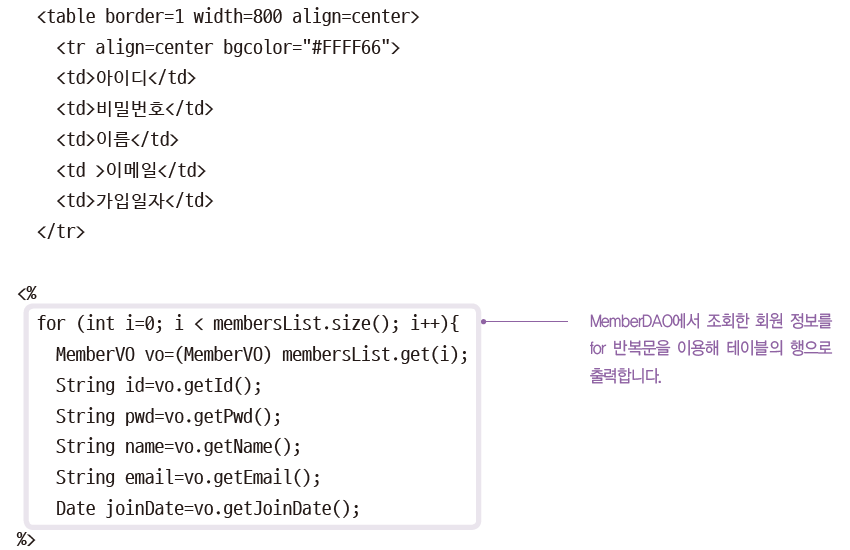 <table border=1 width=800 align=center>
<tr align=center bgcolor="#FFFF66">
<td>아이디</td>
<td>비밀번호</td>
<td>이름</td>
<td >이메일</td>
<td>가입일자</td>
</tr>
<%
for (int i=0; i < membersList.size(); i++){
MemberVO vo=(MemberVO) membersList.get(i);
String id=vo.getId();
String pwd=vo.getPwd();
String name=vo.getName();
String email=vo.getEmail();
Date joinDate=vo.getJoinDate();
%>
MemberDAO에서 조회한 회원 정보를
for 반복문을 이용해 테이블의 행으로
출력합니다.